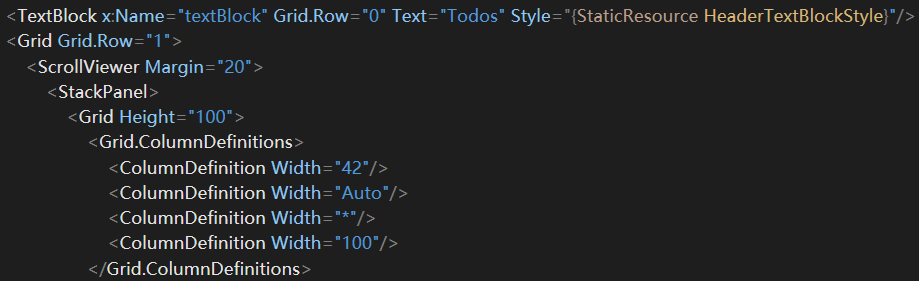 <TextBlock x:Name="textBlock" Grid.Row="0" Text="Todos" Style="{StaticResource HeaderTextBlockStyle}"/>
<Grid Grid.Row="1">
<ScrollViewer Margin="20">
<StackPanel>
<Grid Height="100">
<Grid.ColumnDefinitions>
<ColumnDefinition Width="42"/>
<ColumnDefinition Width="Auto"/>
<ColumnDefinition Width="*"/>
<ColumnDefinition Width="100"/>
</Grid.ColumnDefinitions>